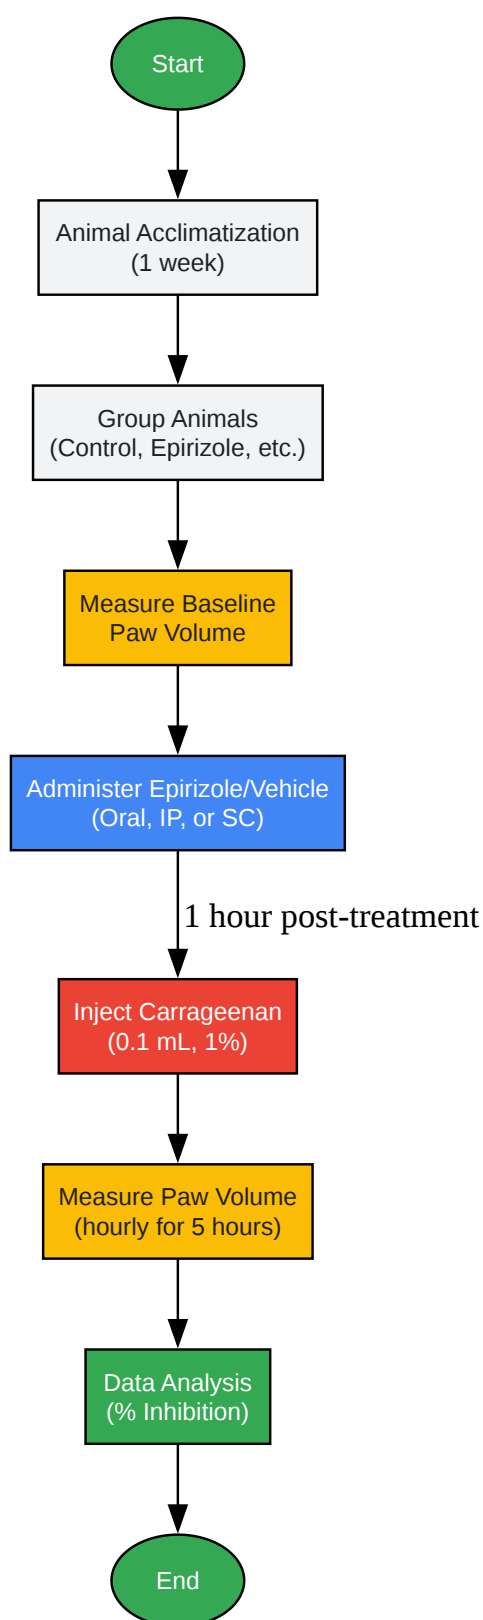 Start
Animal Acclimatization
(1 week)
Group Animals
(Control, Epirizole, etc.)
Measure Baseline
Paw Volume
Administer Epirizole/Vehicle
(Oral, IP, or SC)
1 hour post-treatment
Inject Carrageenan
(0.1 mL, 1%)
Measure Paw Volume
(hourly for 5 hours)
Data Analysis
(% Inhibition)
End